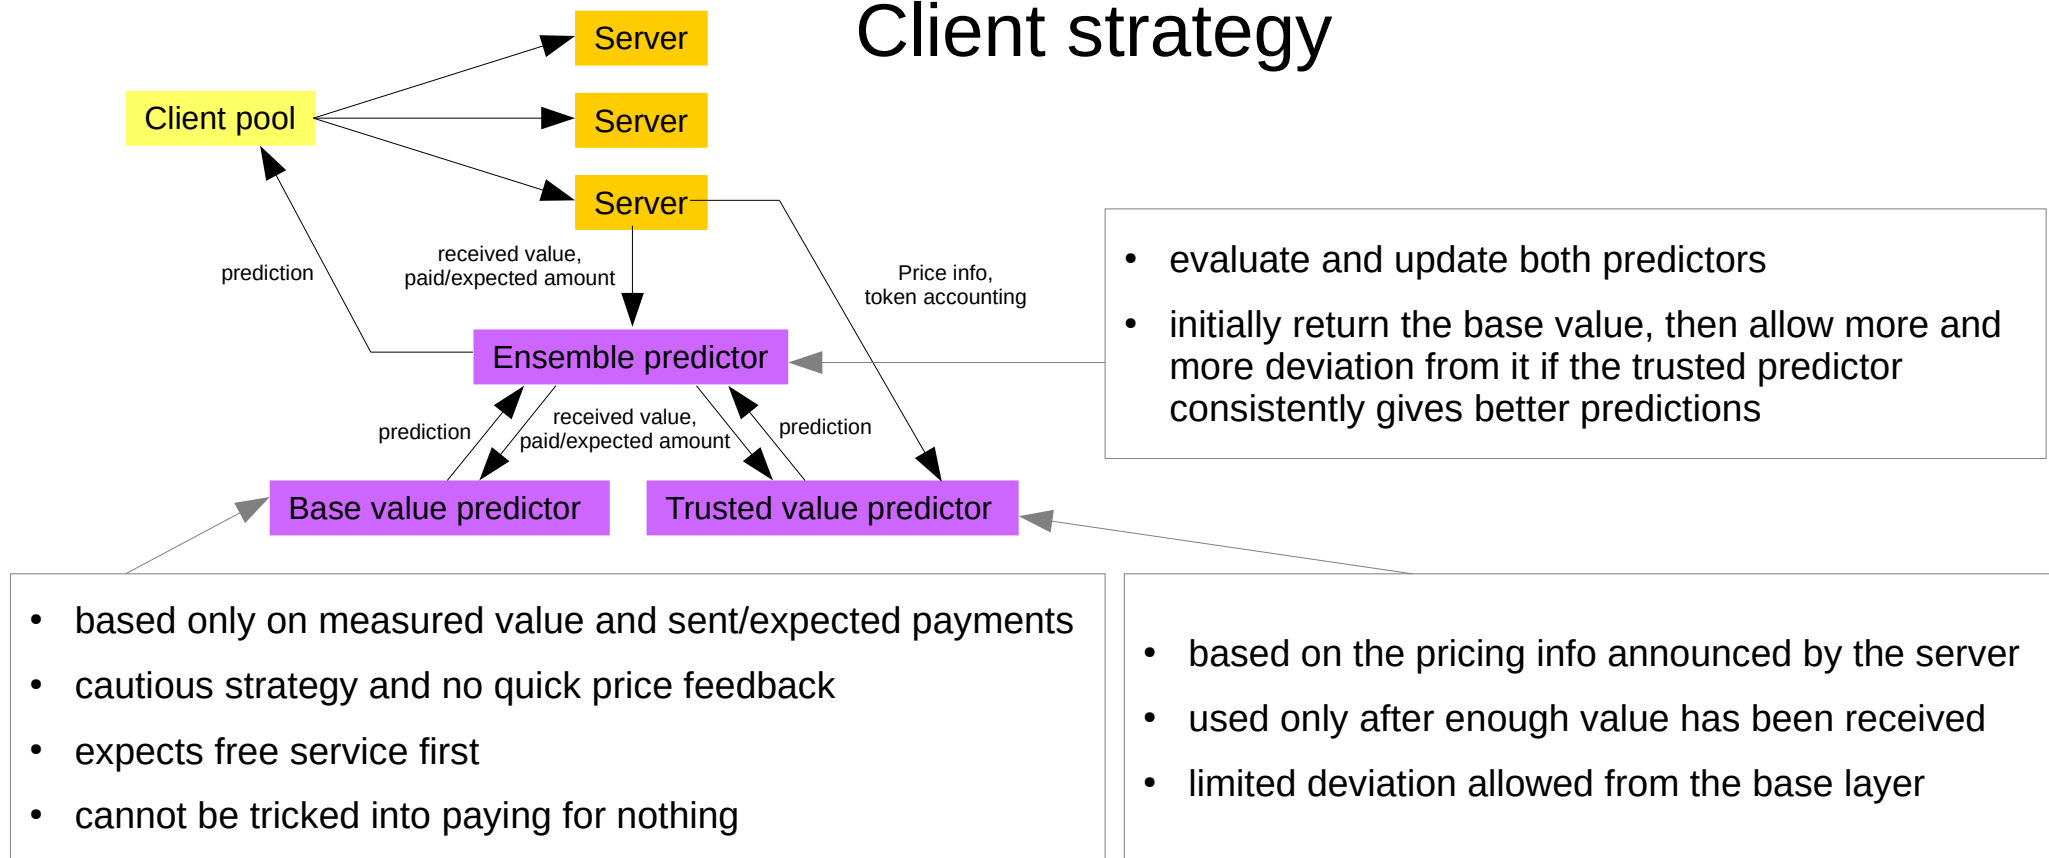 Client strategy
Server
Client pool
Server
Server
received value,
paid/expected amount
prediction
Price info,
token accounting
• evaluate and update both predictors
• initially return the base value, then allow more and
more deviation from it if the trusted predictor
consistently gives better predictions
Ensemble predictor
prediction
received value,
paid/expected amount
prediction
Base value predictor
Trusted value predictor
• based only on measured value and sent/expected payments
• cautious strategy and no quick price feedback
• expects free service first
• cannot be tricked into paying for nothing
• based on the pricing info announced by the server
• used only after enough value has been received
• limited deviation allowed from the base layer